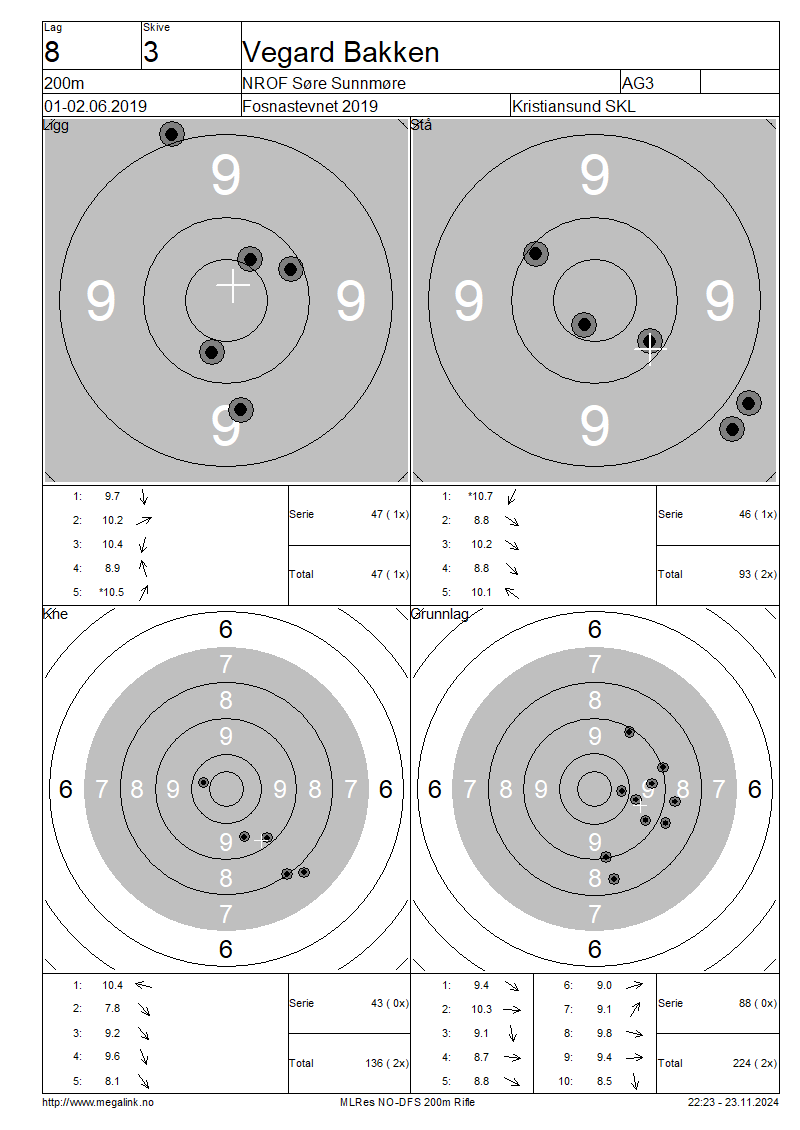 Lag Skive
8 3 Vegard Bakken
200m NROF Søre Sunnmøre AG3
01-02.06.2019 Fosnastevnet 2019 Kristiansund SKL
Ligg Stå
9 9
9 9 9 9
9 9
1: 9.7
2: 10.2
3: 10.4
4: 8.9
5: *10.5
Serie 47 ( 1x)
Total 47 ( 1x)
1: *10.7
2: 8.8
3: 10.2
4: 8.8
5: 10.1
Serie 46 ( 1x)
Total 93 ( 2x)
Kne
6
7
8
9
6 7 8 9 9 8 7 6
9
8
7
6
Grunnlag
6
7
8
9
6 7 8 9 9 8 7 6
9
8
7
6
1: 10.4
2: 7.8
3: 9.2
4: 9.6
5: 8.1
Serie 43 ( 0x)
Total 136 ( 2x)
1: 9.4
2: 10.3
3: 9.1
4: 8.7
5: 8.8
6: 9.0
7: 9.1
8: 9.8
9: 9.4
10: 8.5
Serie 88 ( 0x)
Total 224 ( 2x)
http://www.megalink.no MLRes NO-DFS 200m Rifle 22:23 - 23.11.2024